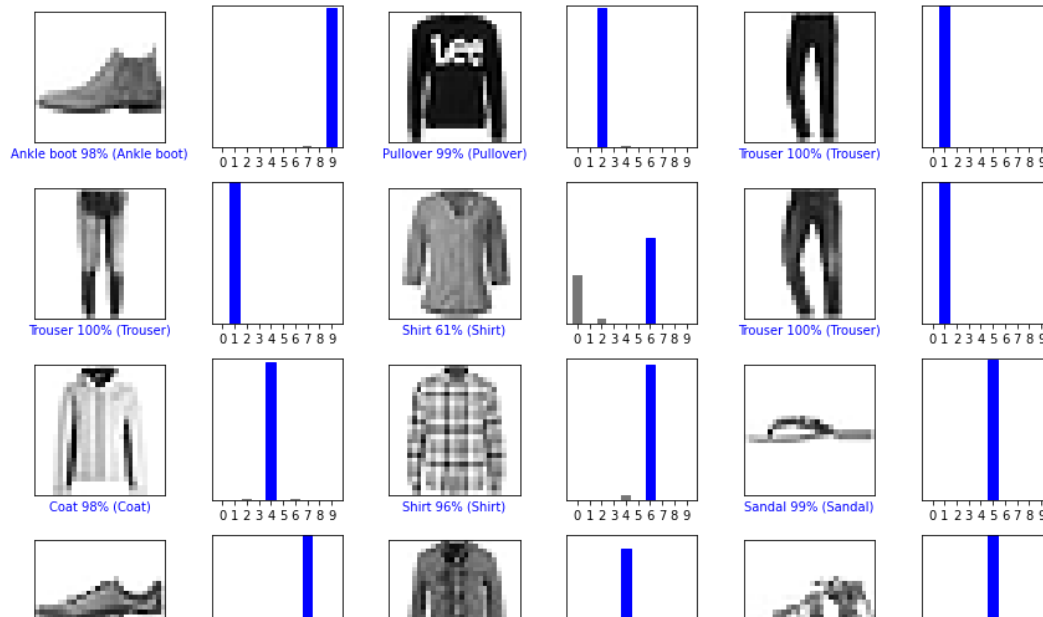 Lee
0 1 2 3 4 5 6 7 8 9
0 1 2 3 4 5 6 7 8 9
0 1 2 3 4 5 6 7 8 9
Ankle boot 98% (Ankle boot)
Pullover 99% (Pullover)
Trouser 100% (Trouser)
0 1 2 3 4 5 6 7 8 9
0 1 2 3 4 5 6 7 8 9
0 1 2 3 4 5 6 7 8 9
Trouser 100% (Trouser)
Shirt 61% (Shirt)
Trouser 100% (Trouser)
0 1 2 3 4 5 6 7 8 9
0 1 2 3 4 5 6 7 8 9
0 1 2 3 4 5 6 7 8 9
Coat 98% (Coat)
Shirt 96% (Shirt)
Sandal 99% (Sandal)